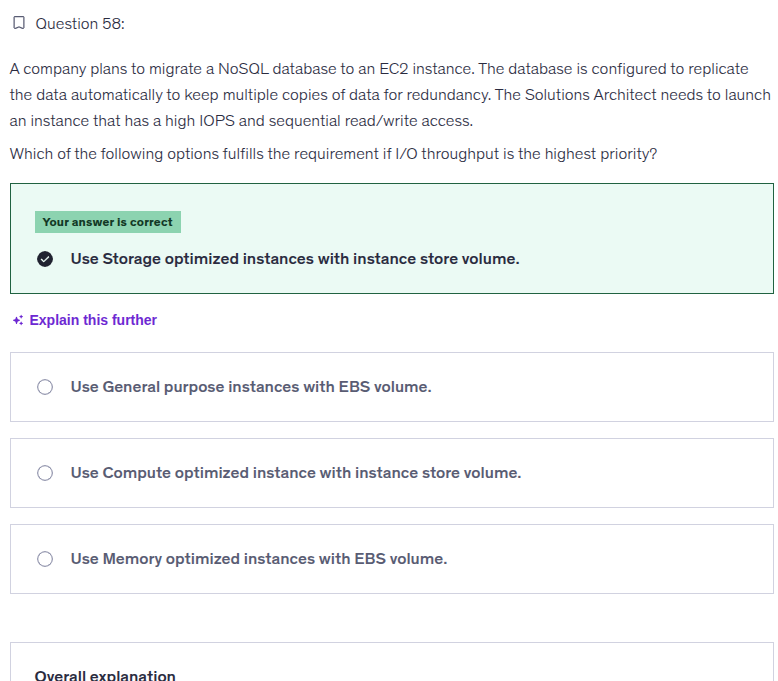 Question 58:
A company plans to migrate a NoSQL database to an EC2 instance. The database is configured to replicate
the data automatically to keep multiple copies of data for redundancy. The Solutions Architect needs to launch
an instance that has a high IOPS and sequential read/write access.
Which of the following options fulfills the requirement if I/O throughput is the highest priority?
Your answer is correct
Use Storage optimized instances with instance store volume.
Explain this further
Use General purpose instances with EBS volume.
Use Compute optimized instance with instance store volume.
Use Memory optimized instances with EBS volume.
Overall explanation